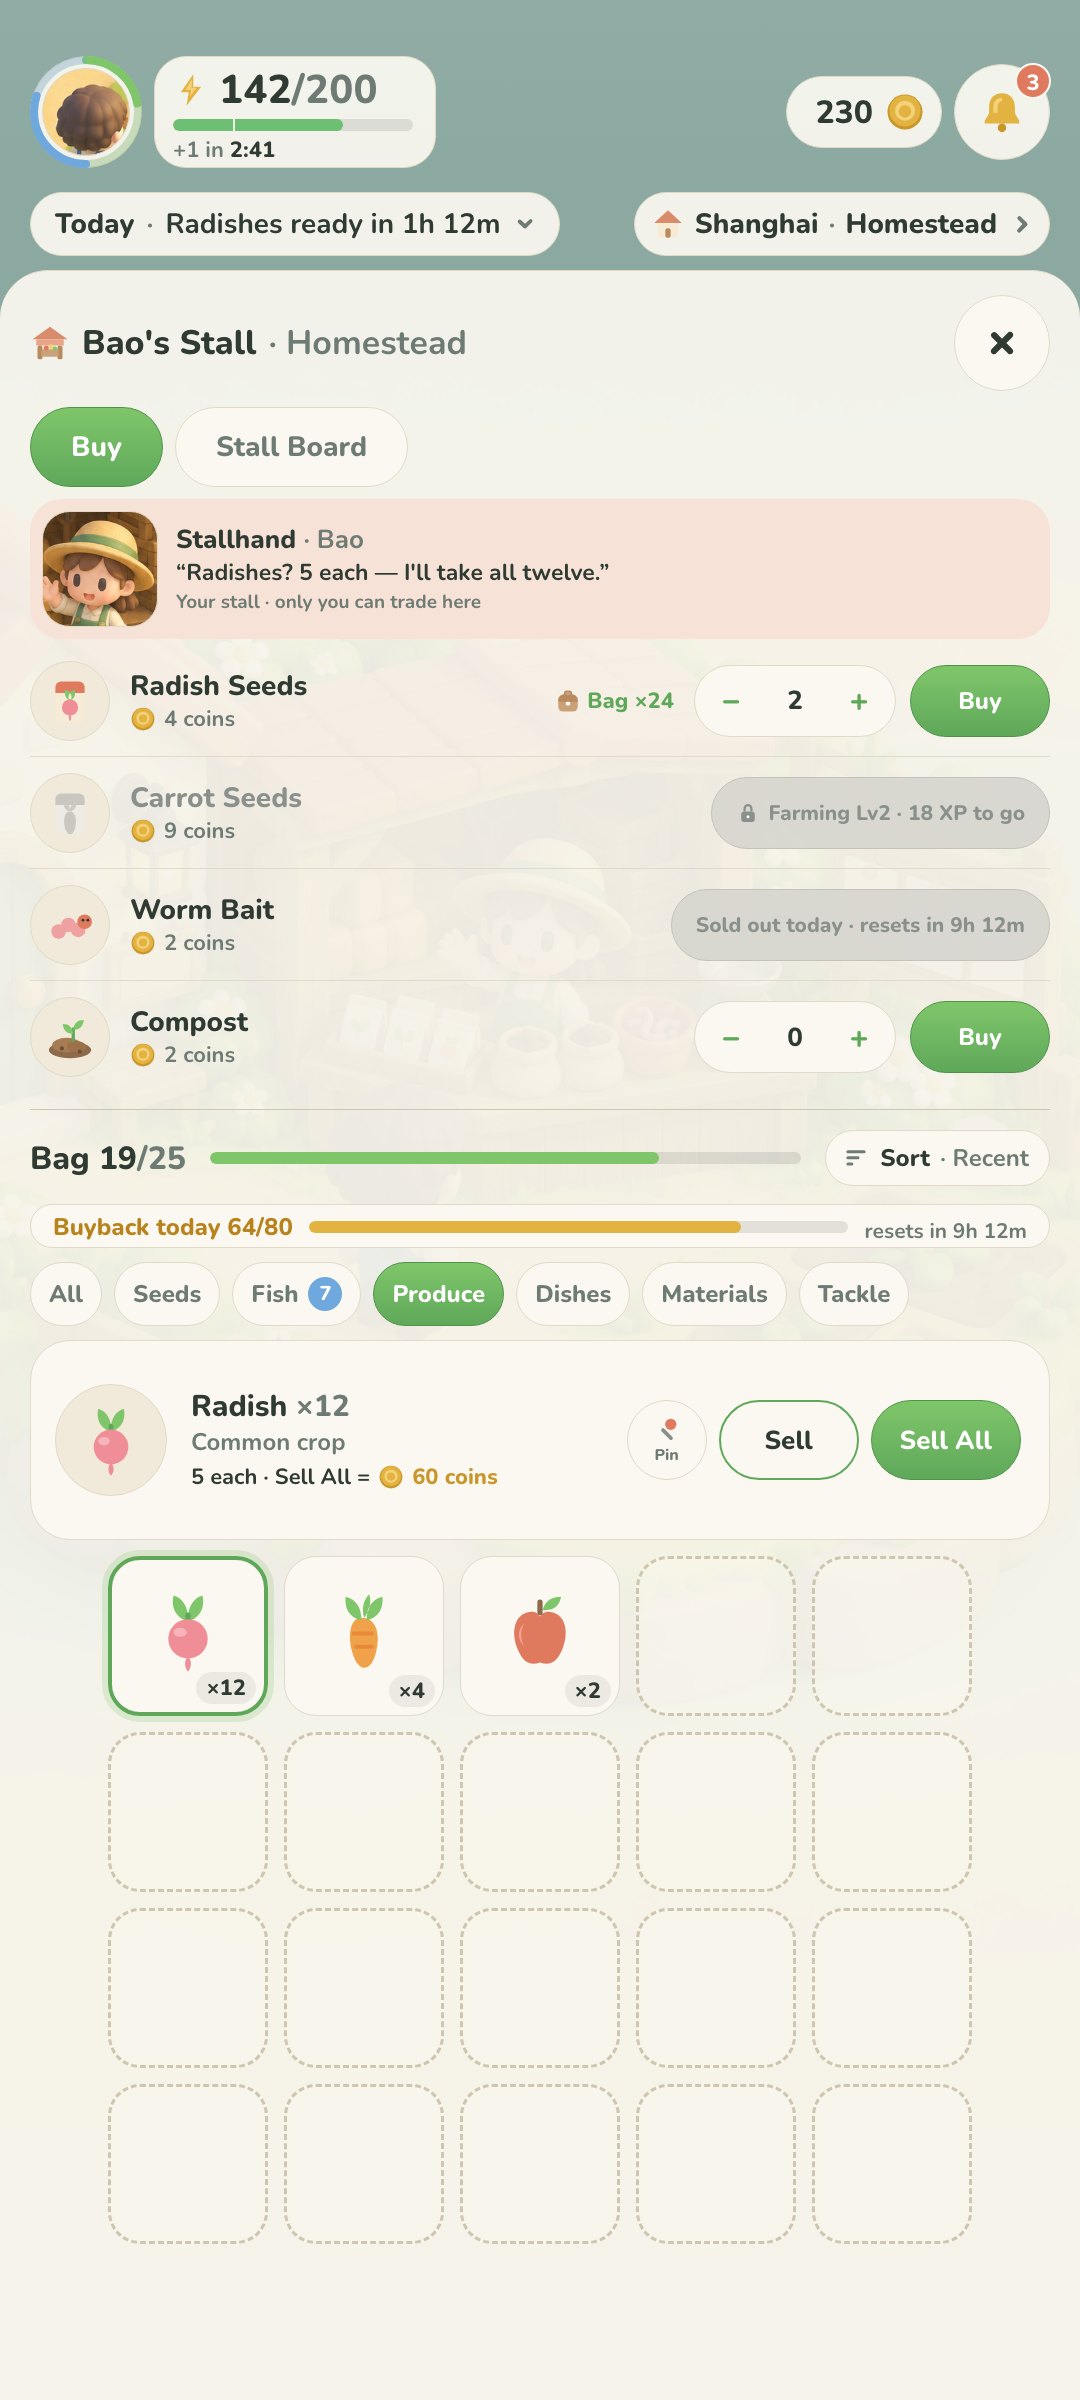 142/200
+1 in 2:41
230
3
Today · Radishes ready in 1h 12m
Shanghai · Homestead
Bao's Stall · Homestead
Buy
Stall Board
Stallhand · Bao
“Radishes? 5 each — I'll take all twelve.”
Your stall · only you can trade here
Radish Seeds
4 coins
Bag ×24
− 2 +
Buy
Carrot Seeds
9 coins
Farming Lv2 · 18 XP to go
Worm Bait
2 coins
Sold out today · resets in 9h 12m
Compost
2 coins
− 0 +
Buy
Bag 19/25
Sort · Recent
Buyback today 64/80
resets in 9h 12m
All
Seeds
Fish 7
Produce
Dishes
Materials
Tackle
Radish ×12
Common crop
5 each · Sell All = 60 coins
Pin
Sell
Sell All
×12
×4
×2